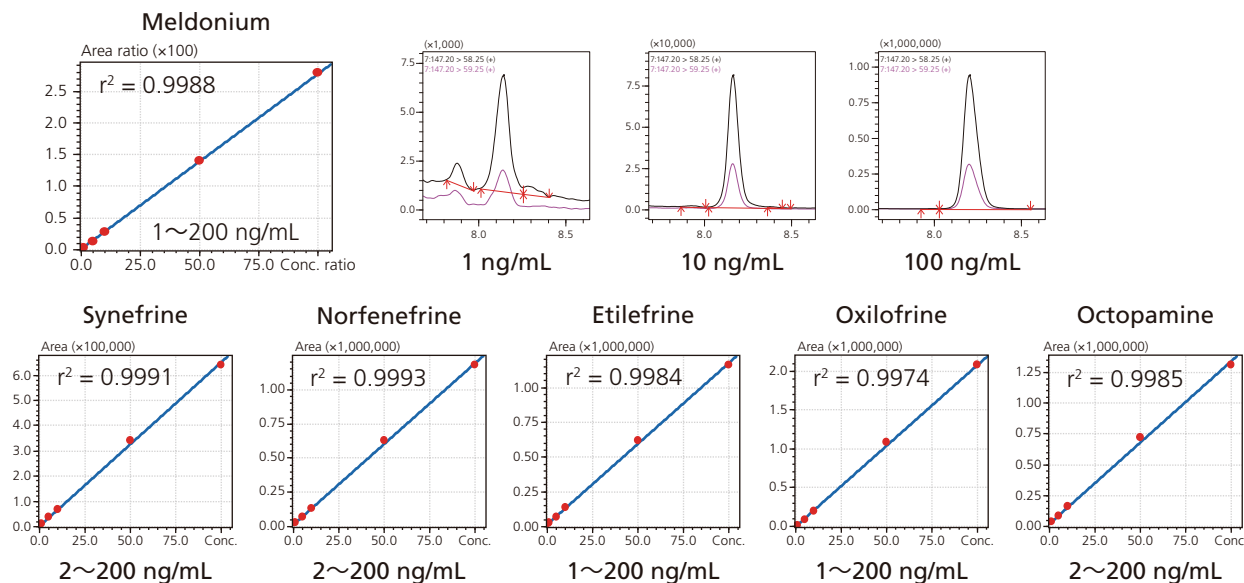 Meldonium
Area ratio (×100)
r² = 0.9988
2.5
2.0
1.5
1.0
0.5
0.0
1〜200 ng/mL
0.0 25.0 50.0 75.0 Conc. ratio
(×1,000)
7:147.20 > 58.25 (+)
7:147.20 > 59.25 (+)
7.5
5.0
2.5
0.0
8.0 8.5
1 ng/mL
(×10,000)
7:147.20 > 58.25 (+)
7:147.20 > 59.25 (+)
7.5
5.0
2.5
0.0
8.0 8.5
10 ng/mL
(×1,000,000)
7:147.20 > 58.25 (+)
7:147.20 > 59.25 (+)
1.00
0.75
0.50
0.25
0.00
8.0 8.5
100 ng/mL
Synefrine
Area (×100,000)
r² = 0.9991
6.0
5.0
4.0
3.0
2.0
1.0
0.0
0.0 25.0 50.0 75.0 Conc.
2〜200 ng/mL
Norfenefrine
Area (×1,000,000)
r² = 0.9993
1.00
0.75
0.50
0.25
0.00
0.0 25.0 50.0 75.0 Conc.
2〜200 ng/mL
Etilefrine
Area (×1,000,000)
r² = 0.9984
1.00
0.75
0.50
0.25
0.00
0.0 25.0 50.0 75.0 Conc.
1〜200 ng/mL
Oxilofrine
Area (×1,000,000)
r² = 0.9974
2.0
1.0
0.0
0.0 25.0 50.0 75.0 Conc.
1〜200 ng/mL
Octopamine
Area (×1,000,000)
r² = 0.9985
1.25
1.00
0.75
0.50
0.25
0.00
0.0 25.0 50.0 75.0 Conc.
2〜200 ng/mL